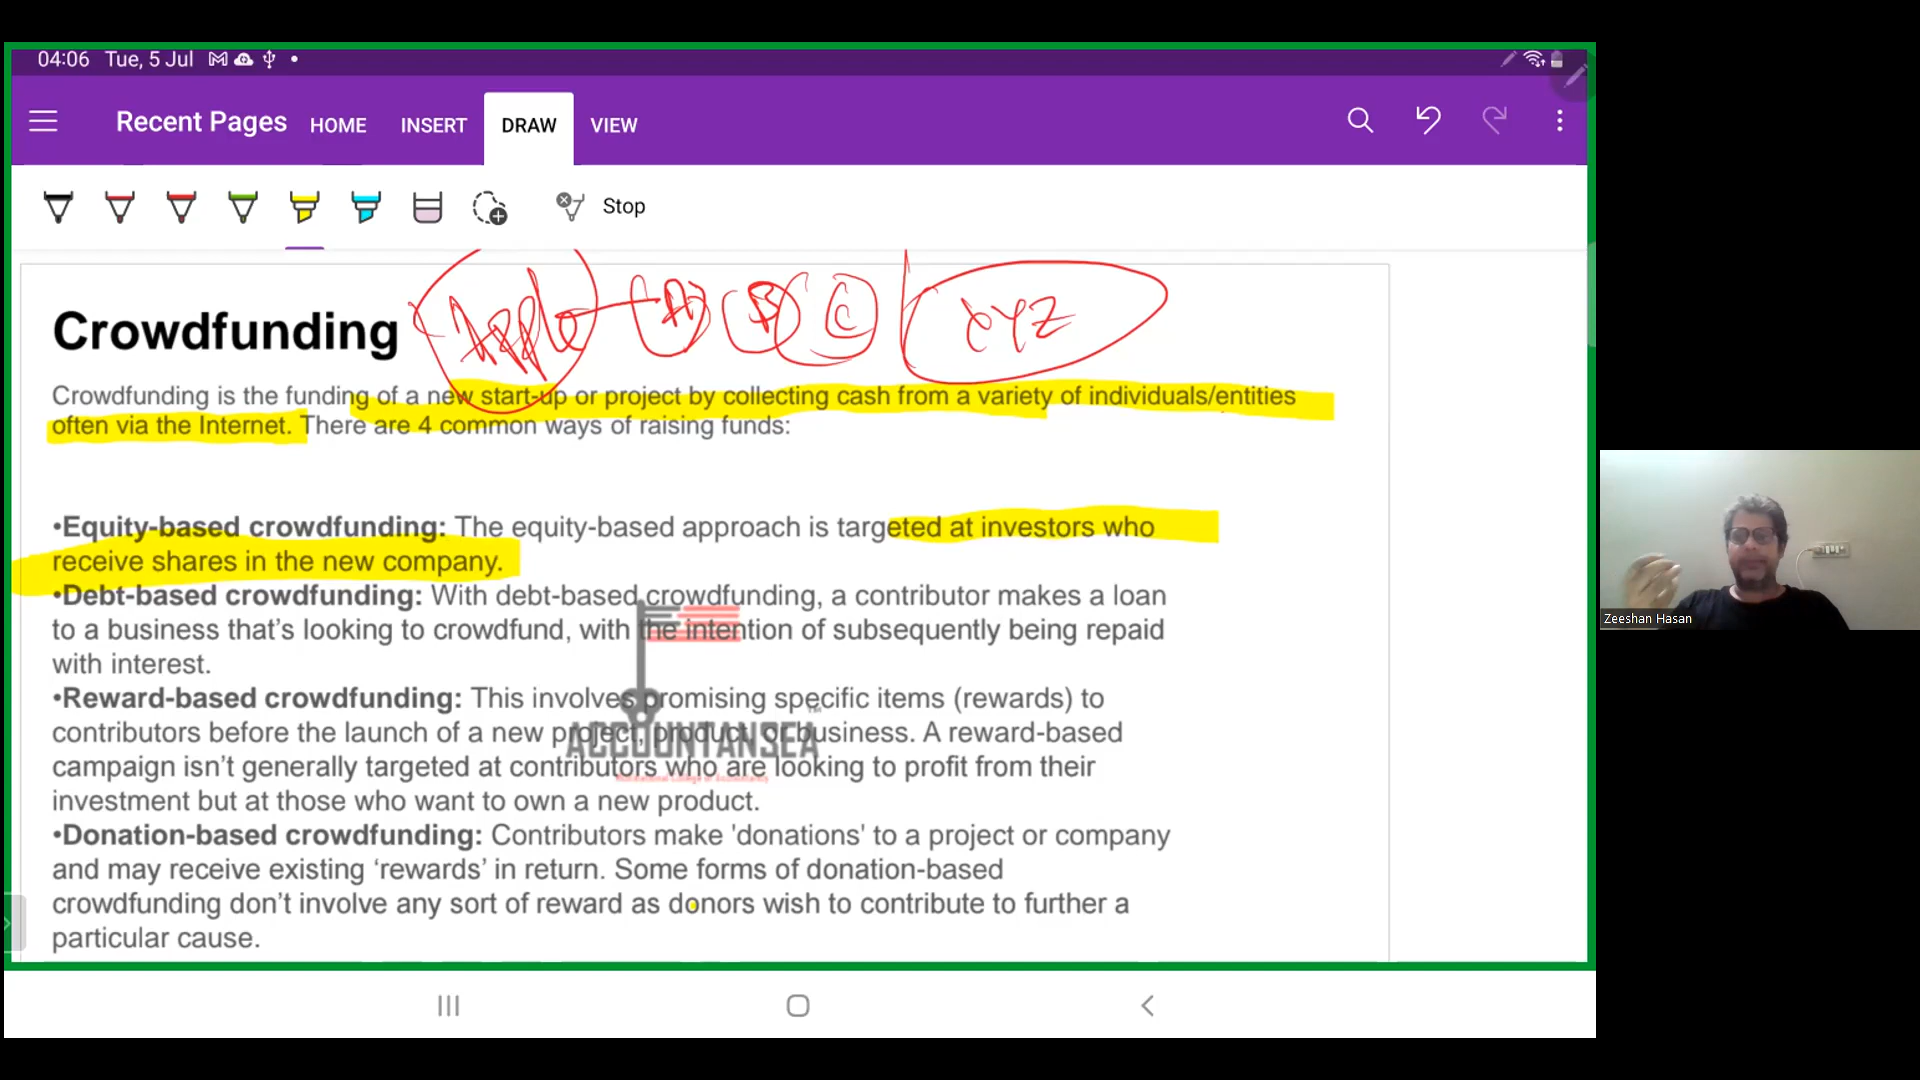 04:06 Tue, 5 Jul
Recent Pages HOME INSERT DRAW VIEW
Stop
Apple A B C XYZ
Crowdfunding
Crowdfunding is the funding of a new start-up or project by collecting cash from a variety of individuals/entities
often via the Internet. There are 4 common ways of raising funds:
•Equity-based crowdfunding: The equity-based approach is targeted at investors who
receive shares in the new company.
•Debt-based crowdfunding: With debt-based crowdfunding, a contributor makes a loan
to a business that's looking to crowdfund, with the intention of subsequently being repaid
with interest.
•Reward-based crowdfunding: This involves promising specific items (rewards) to
contributors before the launch of a new project, product, or business. A reward-based
campaign isn't generally targeted at contributors who are looking to profit from their
investment but at those who want to own a new product.
•Donation-based crowdfunding: Contributors make 'donations' to a project or company
and may receive existing ‘rewards’ in return. Some forms of donation-based
crowdfunding don't involve any sort of reward as donors wish to contribute to further a
particular cause.
ACCOUNTANSEA™
Zeeshan Hasan